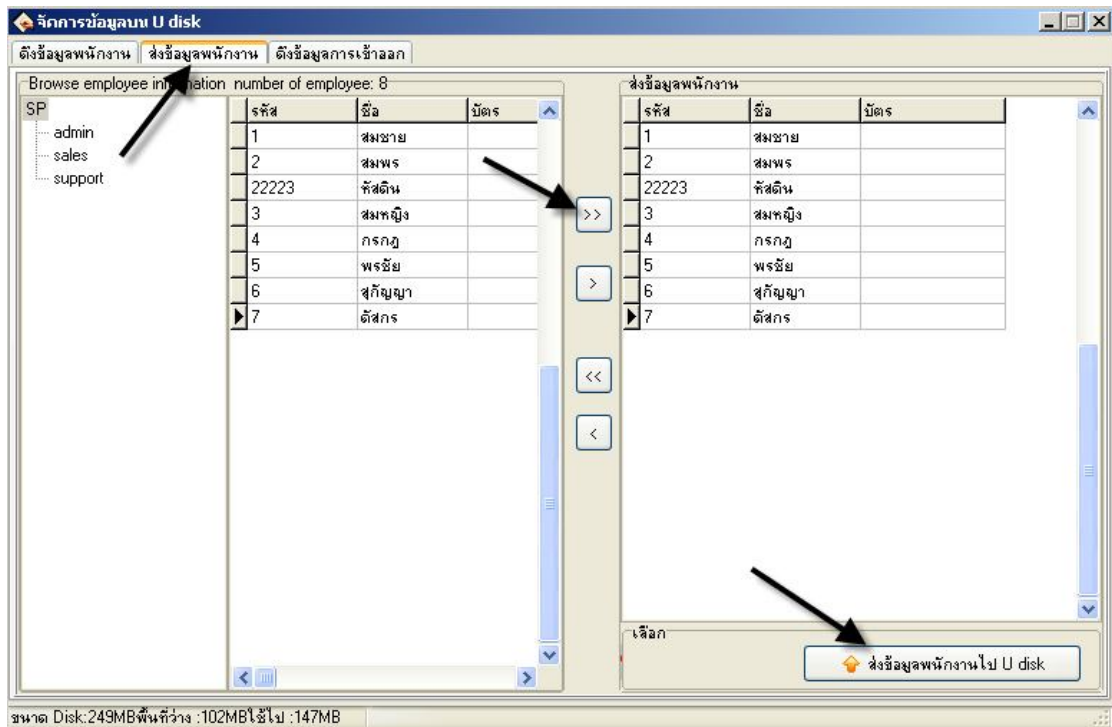 จัดการข้อมูลบน U disk
ดึงข้อมูลพนักงาน ส่งข้อมูลพนักงาน ดึงข้อมูลการเข้าออก
Browse employee information number of employee: 8
SP
admin
sales
support
รหัส ชื่อ บัตร
1 สมชาย
2 สมพร
22223 หัสดิน
3 สมหญิง
4 กรกฎ
5 พรชัย
6 สุกัญญา
7 ดัสกร
>>
>
<<
<
ส่งข้อมูลพนักงาน
รหัส ชื่อ บัตร
1 สมชาย
2 สมพร
22223 หัสดิน
3 สมหญิง
4 กรกฎ
5 พรชัย
6 สุกัญญา
7 ดัสกร
เลือก
ส่งข้อมูลพนักงานไป U disk
ขนาด Disk:249MBพื้นที่ว่าง :102MBใช้ไป :147MB